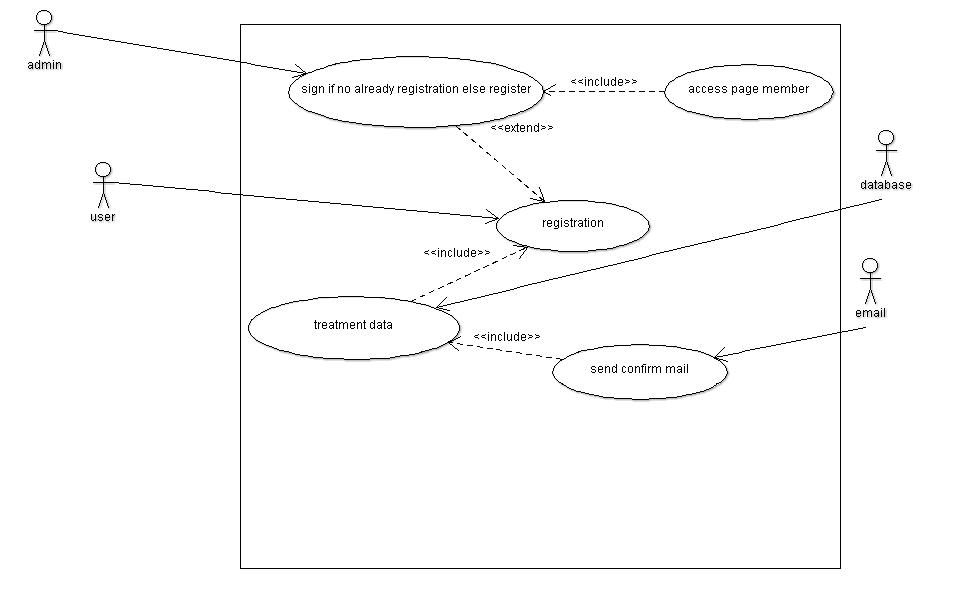 admin
sign if no already registration else register
<<include>>
access page member
<<extend>>
database
user
registration
<<include>>
email
treatment data
<<include>>
send confirm mail